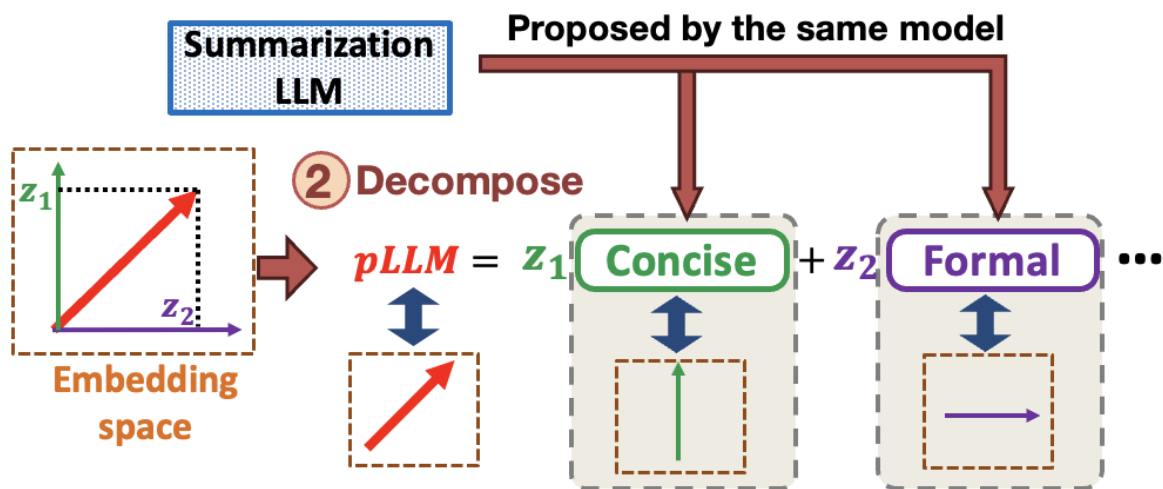 Summarization
LLM
Proposed by the same model
2 Decompose
z1
z2
Embedding
space
pLLM = z1 Concise + z2 Formal ...